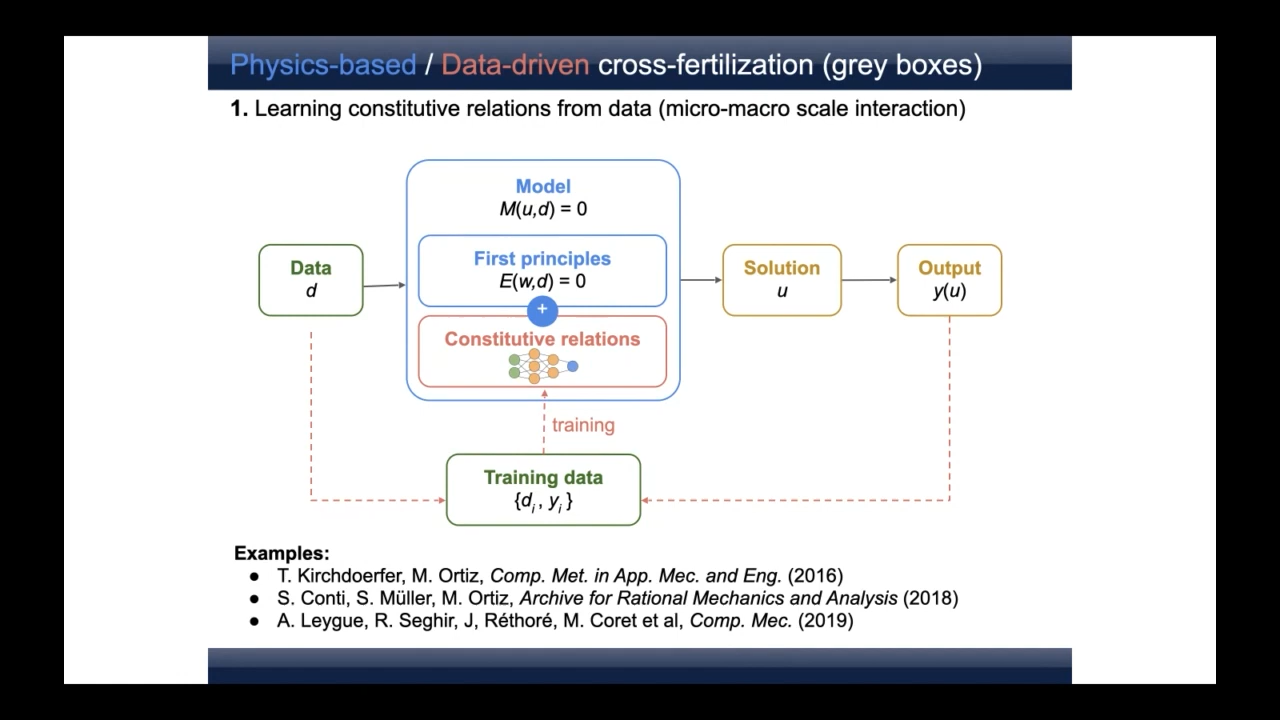 Physics-based / Data-driven cross-fertilization (grey boxes)
1. Learning constitutive relations from data (micro-macro scale interaction)
Model
M(u,d) = 0
First principles
E(w,d) = 0
+
Constitutive relations
Data
d
Solution
u
Output
y(u)
training
Training data
{di , yi }
Examples:
● T. Kirchdoerfer, M. Ortiz, Comp. Met. in App. Mec. and Eng. (2016)
● S. Conti, S. Müller, M. Ortiz, Archive for Rational Mechanics and Analysis (2018)
● A. Leygue, R. Seghir, J, Réthoré, M. Coret et al, Comp. Mec. (2019)